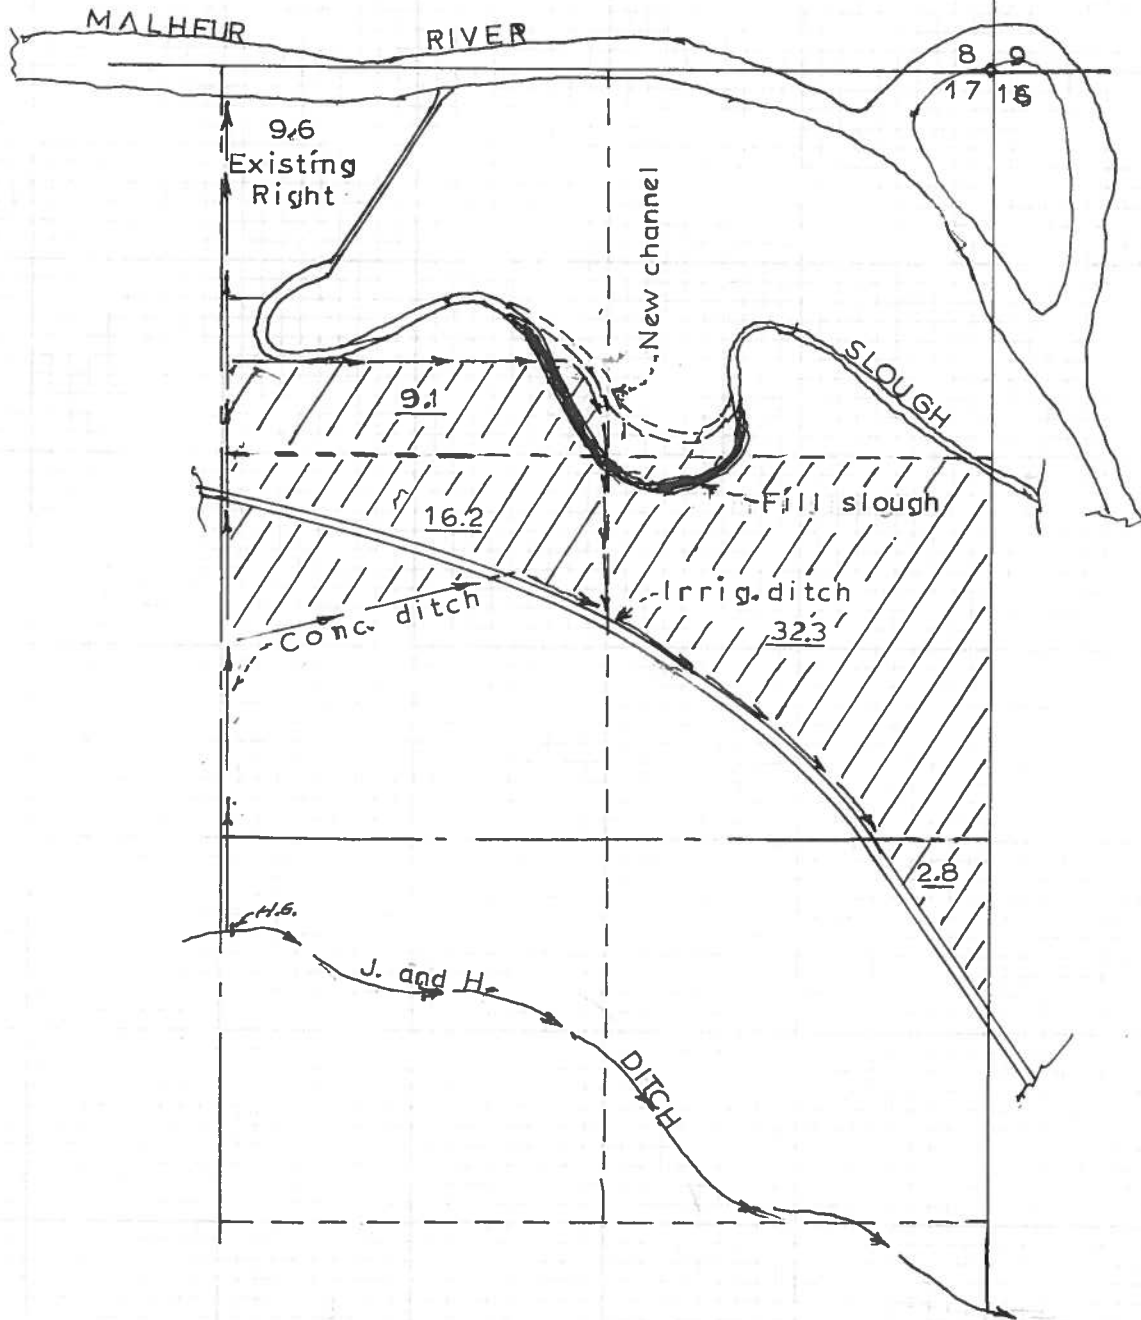 MALHEUR RIVER
8 9
17 16
9.6
Existing
Right
New channel
SLOUGH
9.1
Fill slough
16.2
Irrig. ditch
32.3
Conc. ditch
2.8
H.G.
J. and H.
DITCH